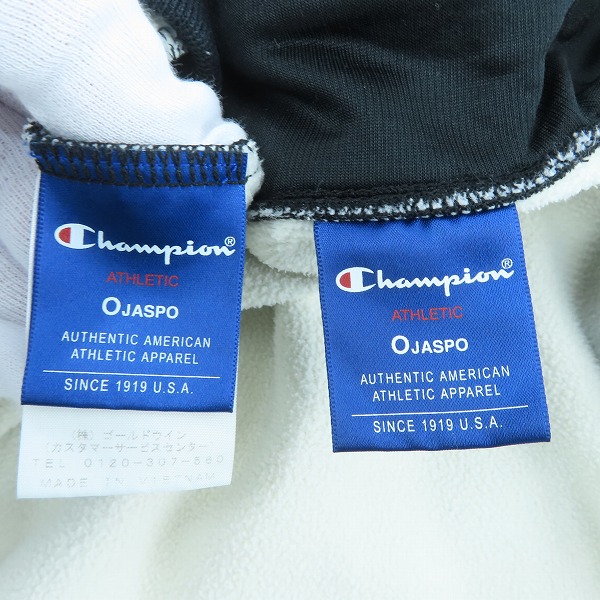 Champion®
ATHLETIC
O JASPO
AUTHENTIC AMERICAN
ATHLETIC APPAREL
SINCE 1919 U.S.A.
(株) ゴールドウイン
カスタマーサービスセンター
TEL 0120-307-560
MADE IN VIETNAM
Champion®
ATHLETIC
O JASPO
AUTHENTIC AMERICAN
ATHLETIC APPAREL
SINCE 1919 U.S.A.